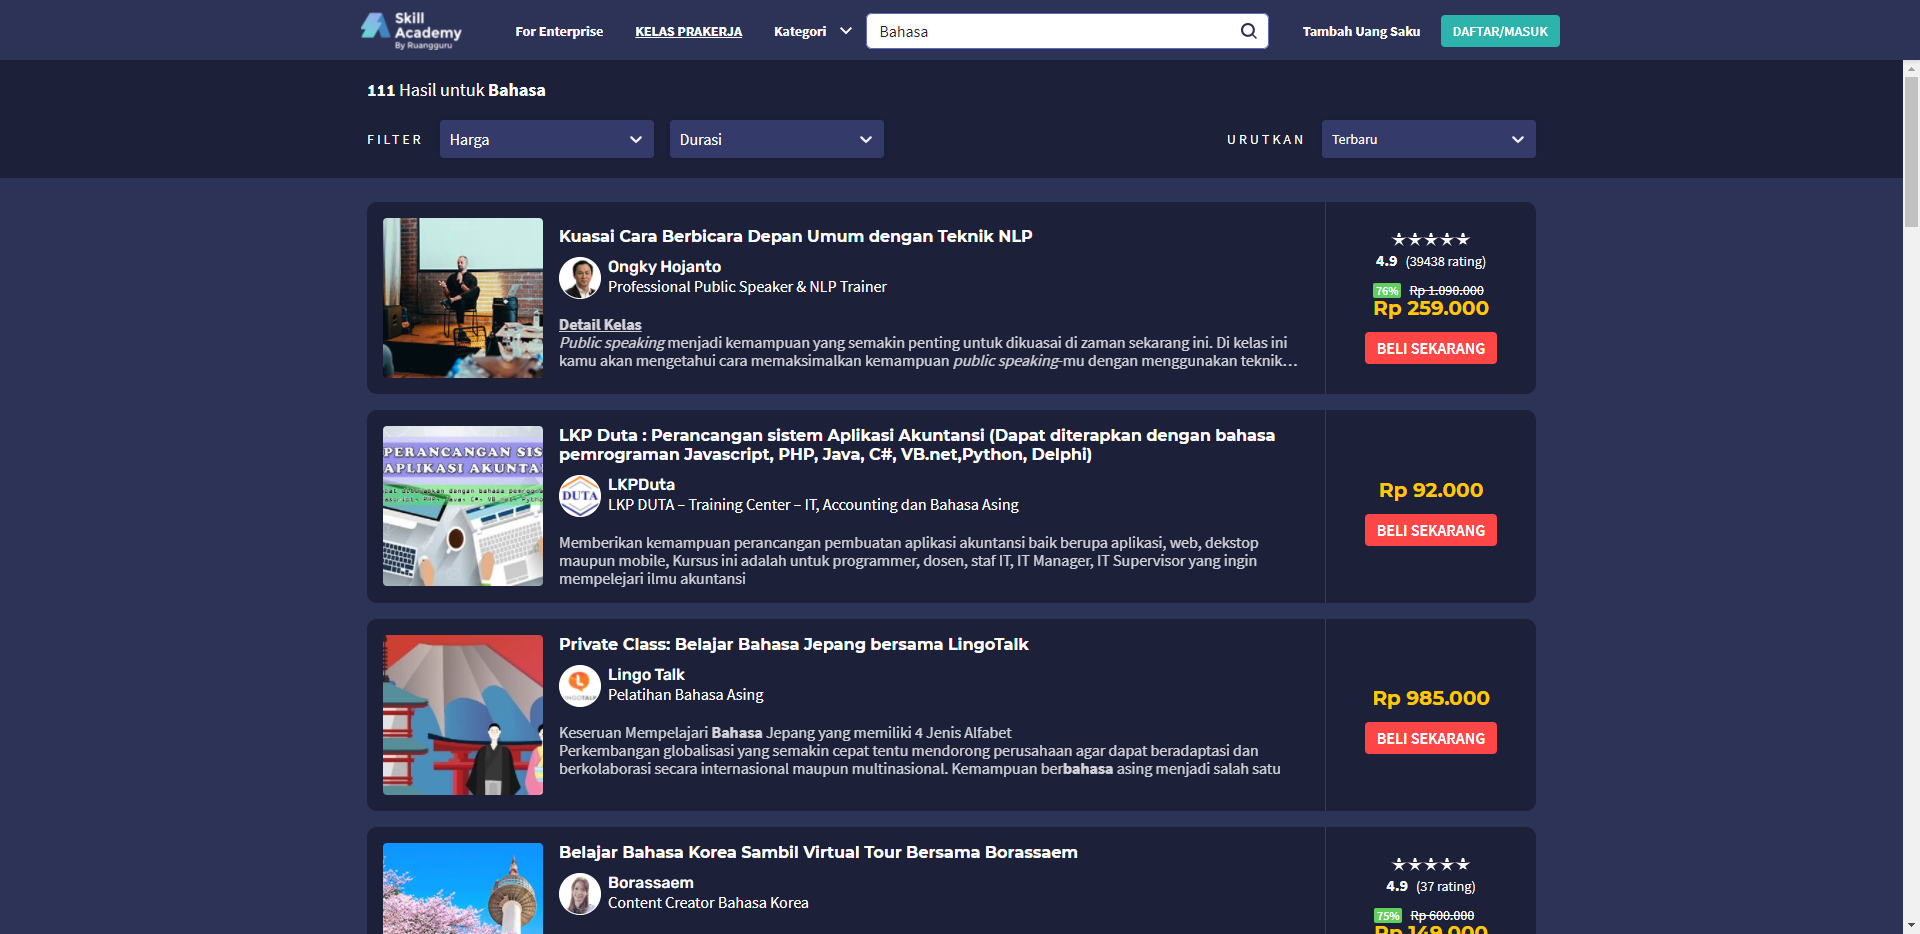 Skill
Academy
By Ruangguru
For Enterprise
KELAS PRAKERJA
Kategori
Bahasa
Tambah Uang Saku
DAFTAR/MASUK
111 Hasil untuk Bahasa
FILTER
Harga
Durasi
URUTKAN
Terbaru
Kuasai Cara Berbicara Depan Umum dengan Teknik NLP
Ongky Hojanto
Professional Public Speaker & NLP Trainer
Detail Kelas
Public speaking menjadi kemampuan yang semakin penting untuk dikuasai di zaman sekarang ini. Di kelas ini
kamu akan mengetahui cara memaksimalkan kemampuan public speaking-mu dengan menggunakan teknik...
4.9 (39438 rating)
76% Rp 1.090.000
Rp 259.000
BELI SEKARANG
PERANCANGAN SIS
APLIKASI AKUNTA
LKP Duta : Perancangan sistem Aplikasi Akuntansi (Dapat diterapkan dengan bahasa
pemrograman Javascript, PHP, Java, C#, VB.net,Python, Delphi)
DUTA
LKPDuta
LKP DUTA – Training Center – IT, Accounting dan Bahasa Asing
Memberikan kemampuan perancangan pembuatan aplikasi akuntansi baik berupa aplikasi, web, dekstop
maupun mobile, Kursus ini adalah untuk programmer, dosen, staf IT, IT Manager, IT Supervisor yang ingin
mempelejari ilmu akuntansi
Rp 92.000
BELI SEKARANG
Private Class: Belajar Bahasa Jepang bersama LingoTalk
Lingo Talk
Pelatihan Bahasa Asing
Keseruan Mempelajari Bahasa Jepang yang memiliki 4 Jenis Alfabet
Perkembangan globalisasi yang semakin cepat tentu mendorong perusahaan agar dapat beradaptasi dan
berkolaborasi secara internasional maupun multinasional. Kemampuan berbahasa asing menjadi salah satu
Rp 985.000
BELI SEKARANG
Belajar Bahasa Korea Sambil Virtual Tour Bersama Borassaem
Borassaem
Content Creator Bahasa Korea
4.9 (37 rating)
75% Rp 600.000
Rp 149.000